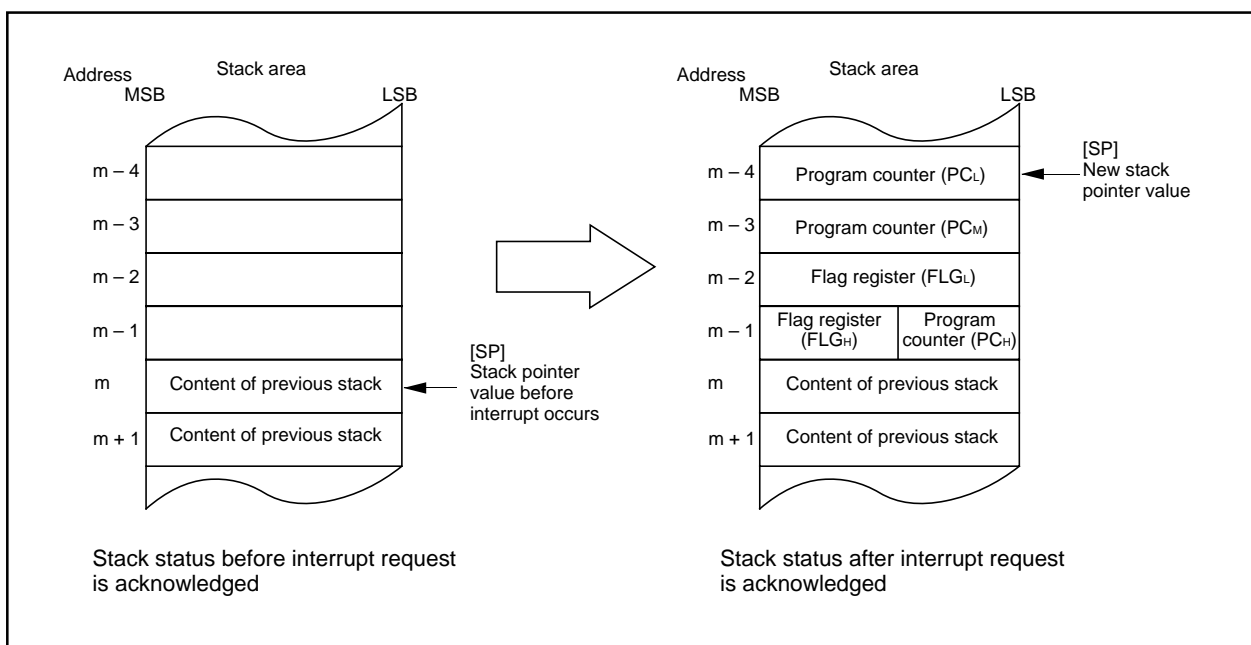 Address
Stack area
MSB
LSB
m – 4
m – 3
m – 2
m – 1
m
Content of previous stack
m + 1
Content of previous stack
[SP]
Stack pointer
value before
interrupt occurs
Stack status before interrupt request
is acknowledged
Address
Stack area
MSB
LSB
m – 4
Program counter (PCL)
[SP]
New stack
pointer value
m – 3
Program counter (PCM)
m – 2
Flag register (FLGL)
m – 1
Flag register
(FLGH)
Program
counter (PCH)
m
Content of previous stack
m + 1
Content of previous stack
Stack status after interrupt request
is acknowledged